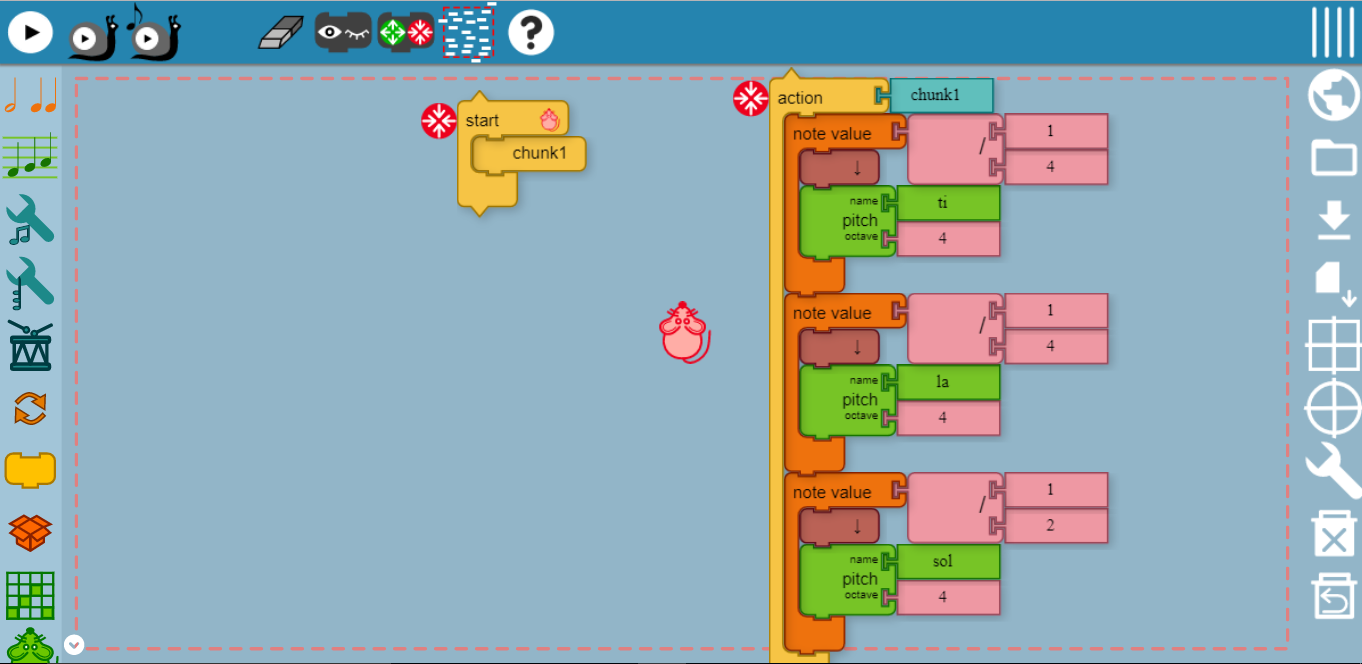 ?
start
chunk1
action
chunk1
note value
/
1
4
↓
name
ti
pitch
octave
4
note value
/
1
4
↓
name
la
pitch
octave
4
note value
/
1
2
↓
name
sol
pitch
octave
4